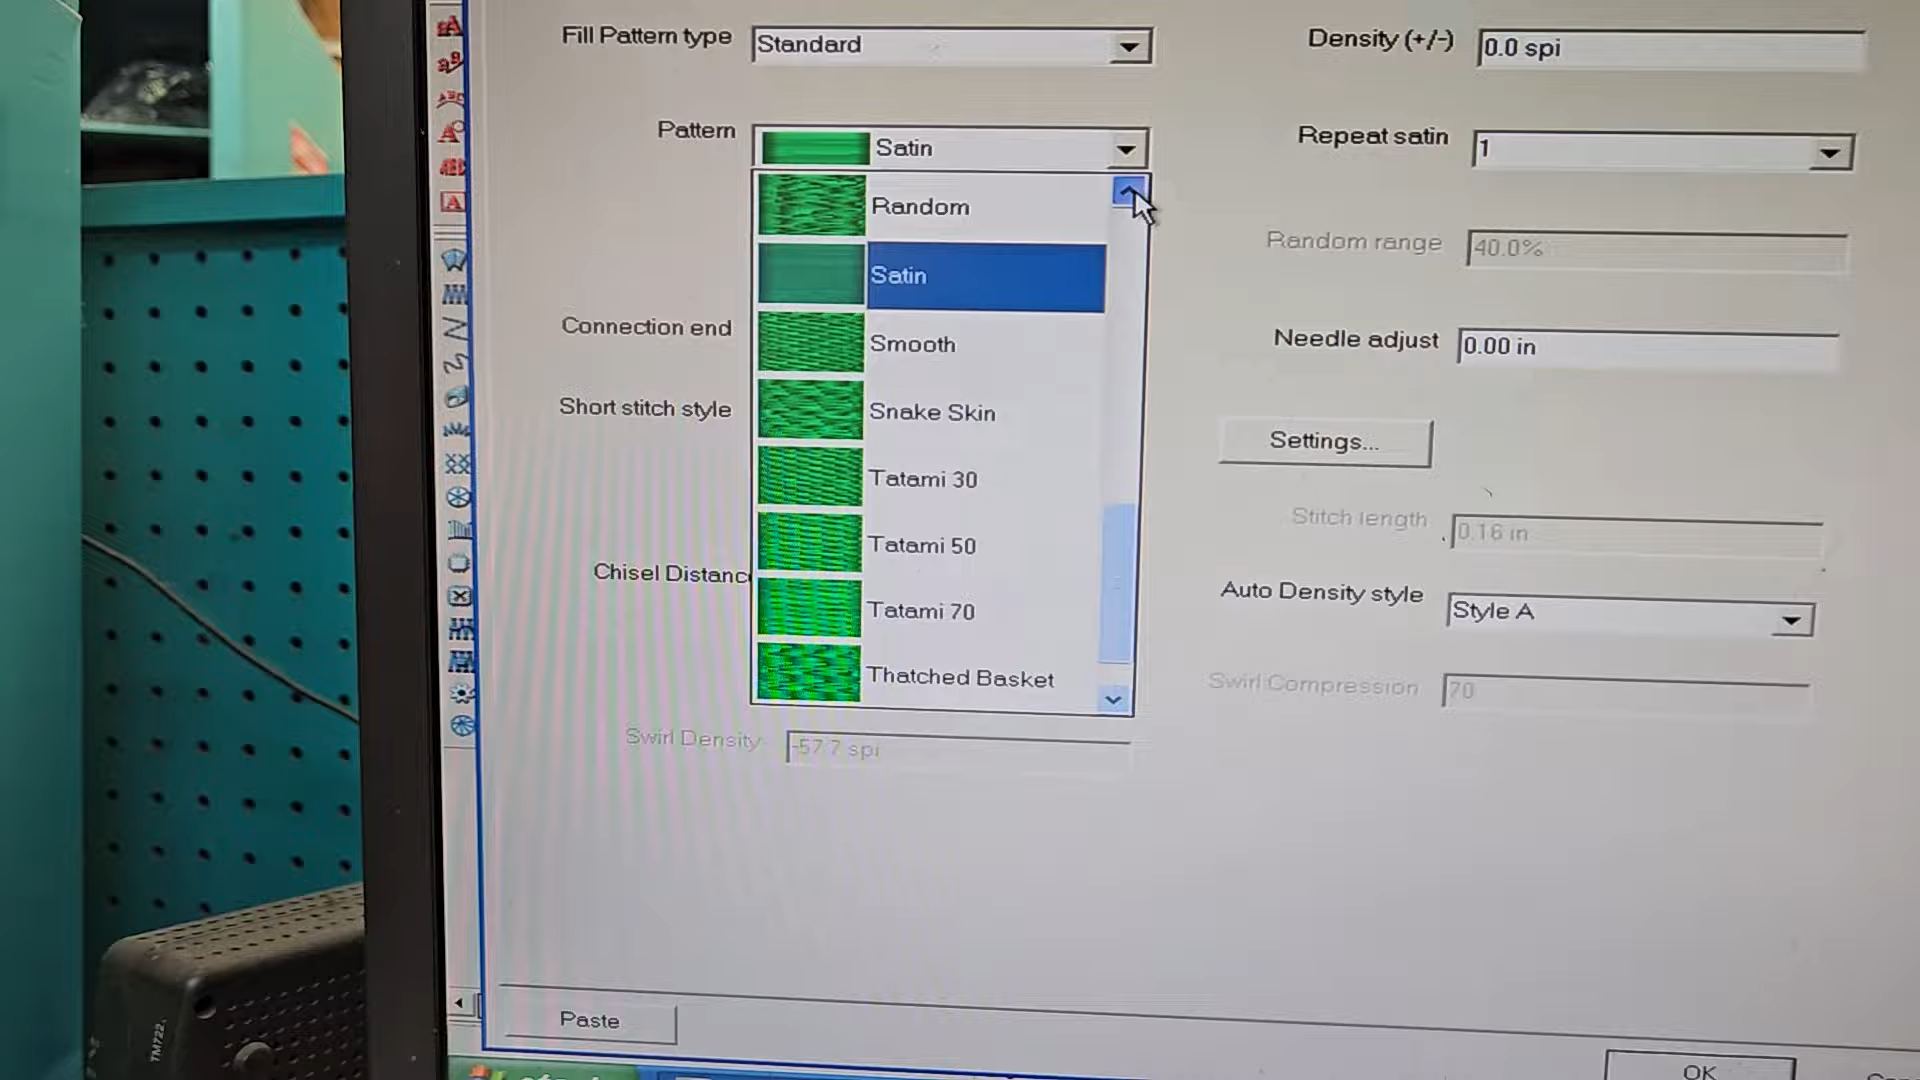 Fill Pattern type Standard
Density (+/-) 0.0 spi
Pattern Satin
Repeat satin 1
Random
Satin
Random range 40.0%
Connection end
Smooth
Needle adjust 0.00 in
Short stitch style
Snake Skin
Settings...
Tatami 30
Stitch length 0.16 in
Tatami 50
Chisel Distanc
Auto Density style Style A
Tatami 70
Thatched Basket
Swirl Compression 70
Swirl Density -57.7 spi
Paste
OK
TM722